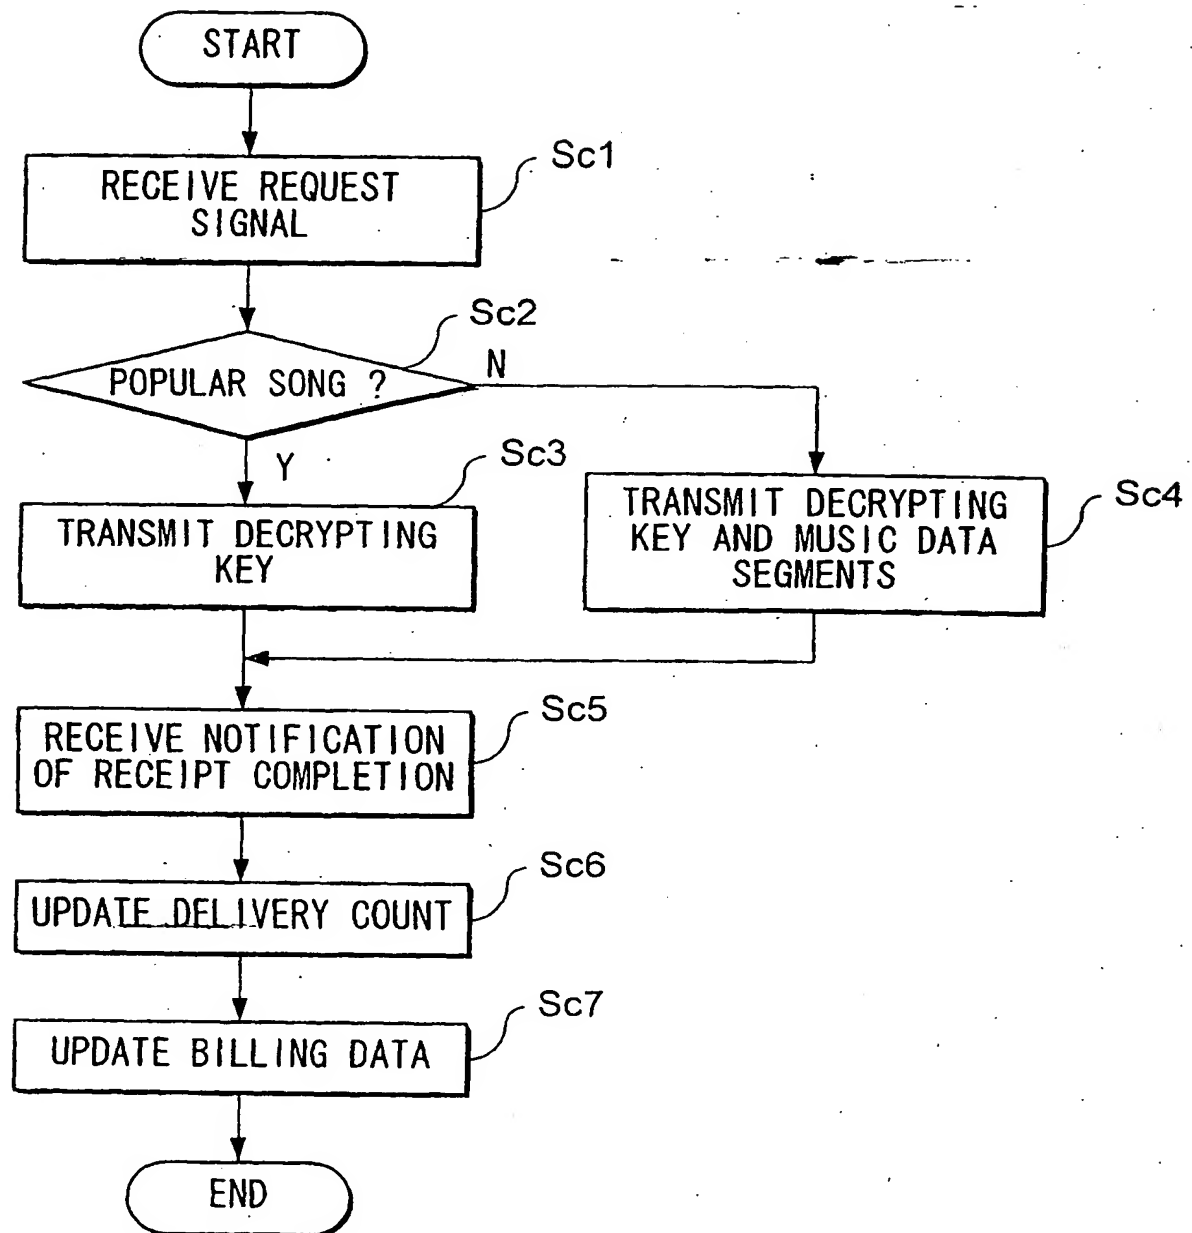 START
Sc1
RECEIVE REQUEST
SIGNAL
Sc2
POPULAR SONG ?
N
Y
Sc3
TRANSMIT DECRYPTING
KEY
TRANSMIT DECRYPTING
KEY AND MUSIC DATA
SEGMENTS
Sc4
Sc5
RECEIVE NOTIFICATION
OF RECEIPT COMPLETION
Sc6
UPDATE DELIVERY COUNT
Sc7
UPDATE BILLING DATA
END